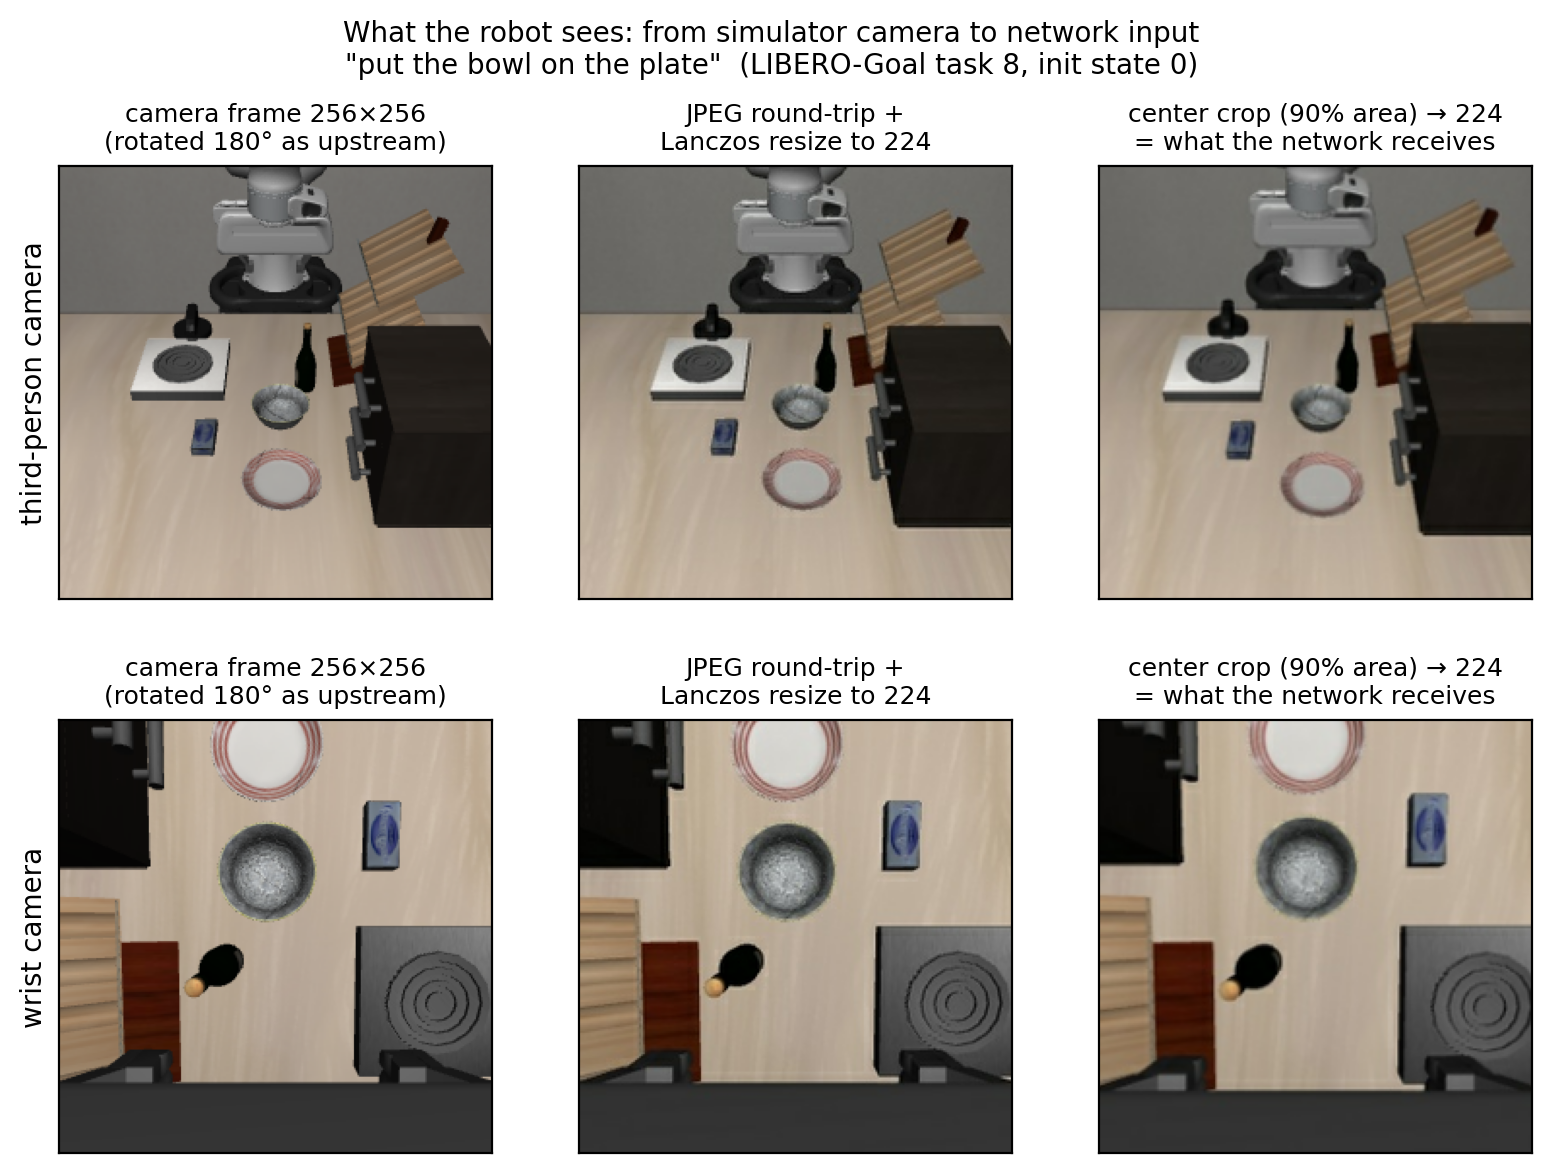 What the robot sees: from simulator camera to network input
"put the bowl on the plate"  (LIBERO-Goal task 8, init state 0)
camera frame 256×256
(rotated 180° as upstream)
JPEG round-trip +
Lanczos resize to 224
center crop (90% area) → 224
= what the network receives
third-person camera
camera frame 256×256
(rotated 180° as upstream)
JPEG round-trip +
Lanczos resize to 224
center crop (90% area) → 224
= what the network receives
wrist camera